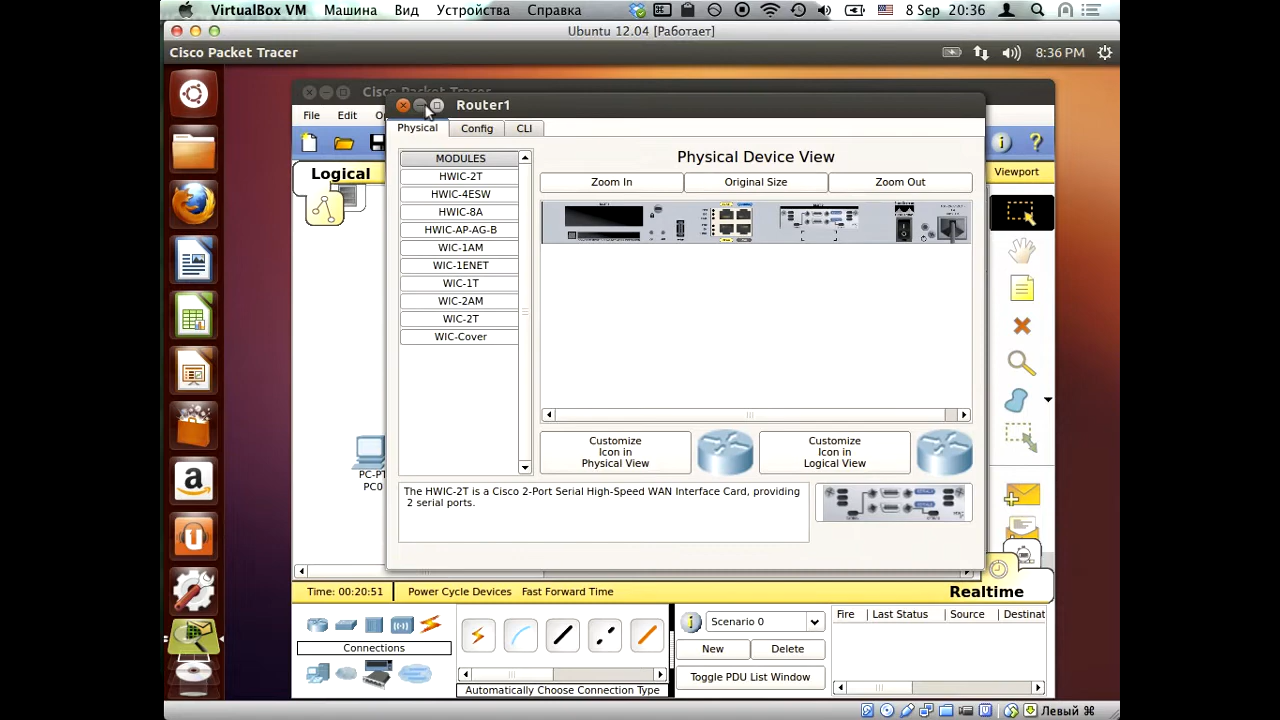 VirtualBox VM Машина Вид Устройства Справка 8 Sep 20:36
Ubuntu 12.04 [Работает]
Cisco Packet Tracer 8:36 PM
Cisco Packet Tracer
Router1
File Edit
Physical Config CLI
Logical
Viewport
MODULES
HWIC-2T
HWIC-4ESW
HWIC-8A
HWIC-AP-AG-B
WIC-1AM
WIC-1ENET
WIC-1T
WIC-2AM
WIC-2T
WIC-Cover
Physical Device View
Zoom In Original Size Zoom Out
Customize
Icon in
Physical View
Customize
Icon in
Logical View
PC-PT
PC0
The HWIC-2T is a Cisco 2-Port Serial High-Speed WAN Interface Card, providing
2 serial ports.
Time: 00:20:51 Power Cycle Devices Fast Forward Time Realtime
Connections
Automatically Choose Connection Type
Scenario 0
New Delete
Toggle PDU List Window
Fire Last Status Source Destinat
Левый ⌘